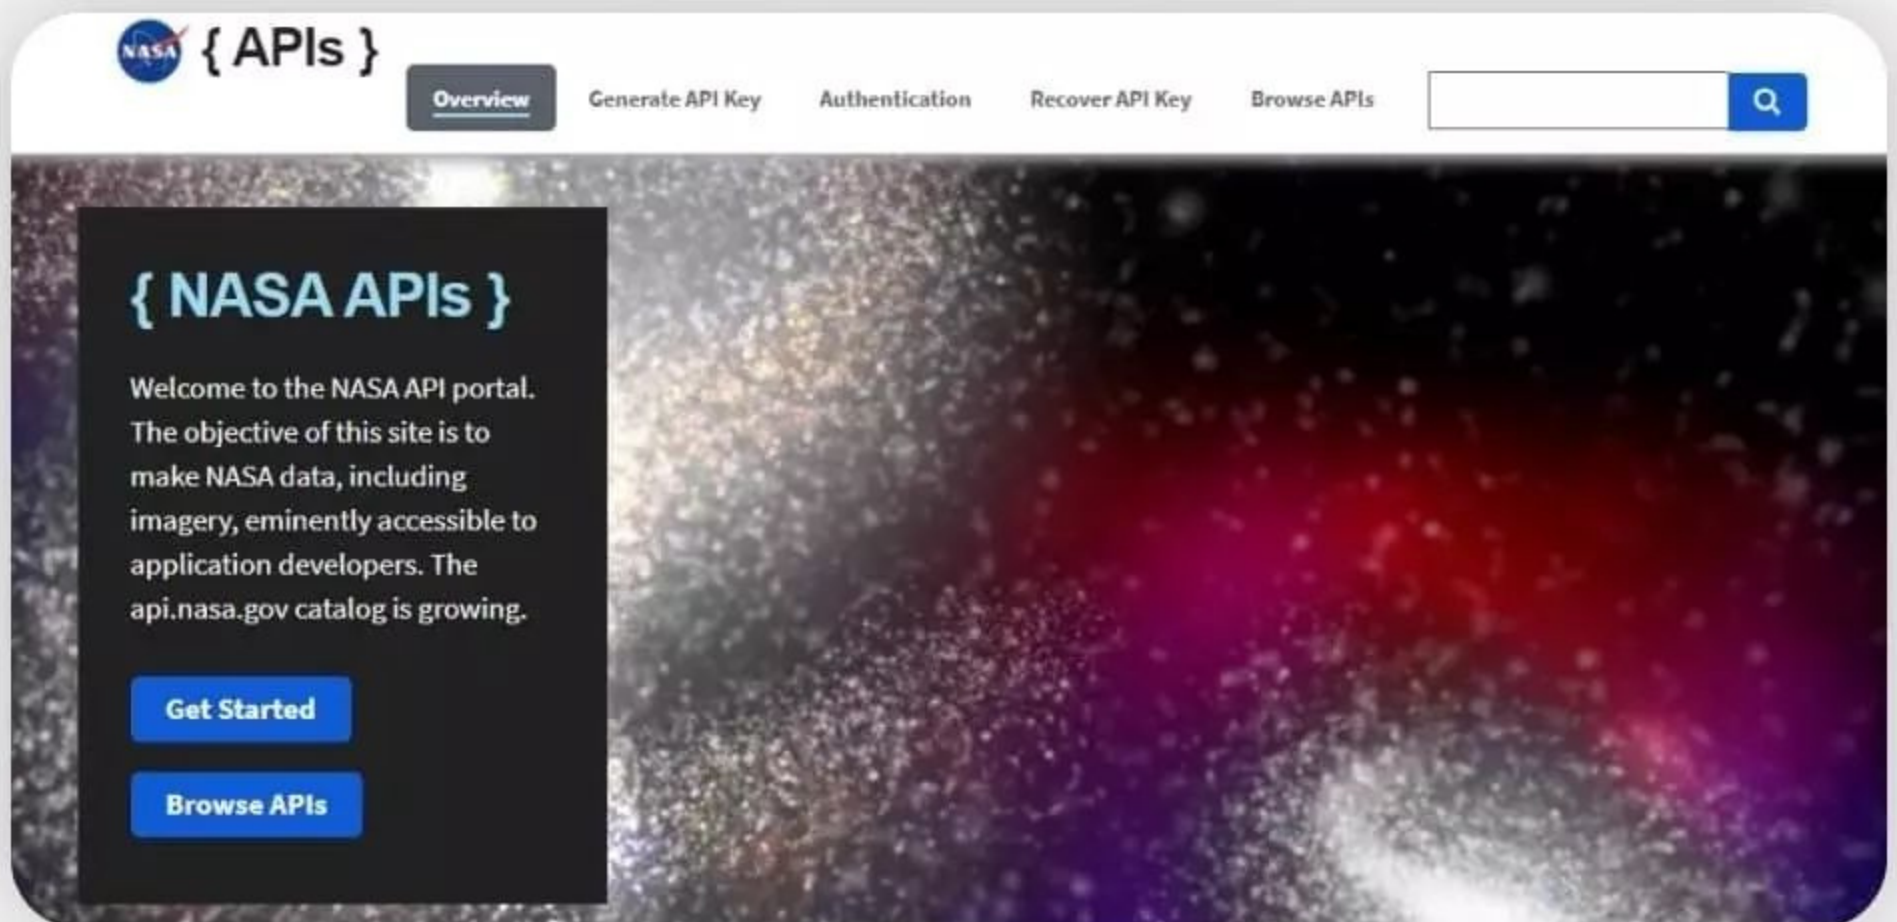 NASA { APIs }
Overview Generate API Key Authentication Recover API Key Browse APIs
{ NASA APIs }
Welcome to the NASA API portal.
The objective of this site is to
make NASA data, including
imagery, eminently accessible to
application developers. The
api.nasa.gov catalog is growing.
Get Started
Browse APIs